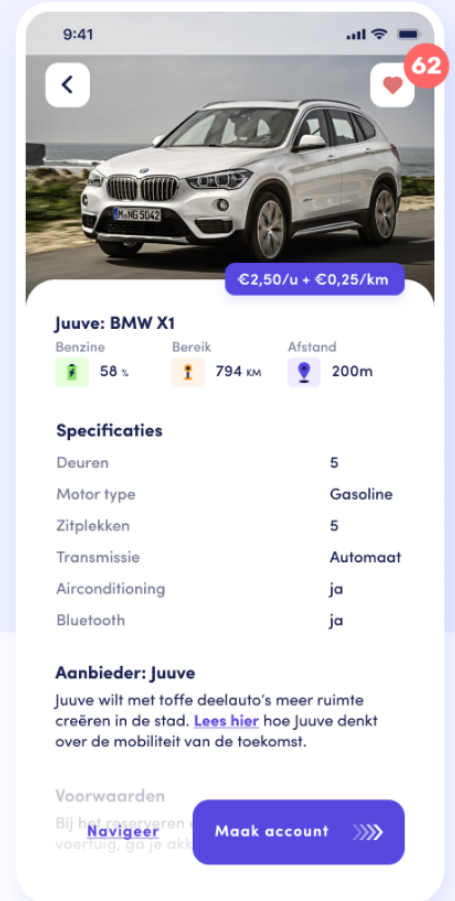 9:41
62
M·NG 5042
€2,50/u + €0,25/km
Juuve: BMW X1
Benzine Bereik Afstand
58 % 794 KM 200m
Specificaties
Deuren 5
Motor type Gasoline
Zitplekken 5
Transmissie Automaat
Airconditioning ja
Bluetooth ja
Aanbieder: Juuve
Juuve wilt met toffe deelauto's meer ruimte
creëren in de stad. Lees hier hoe Juuve denkt
over de mobiliteit van de toekomst.
Voorwaarden
Bij het reserveren
voertuig, ga je akk
Navigeer
Maak account